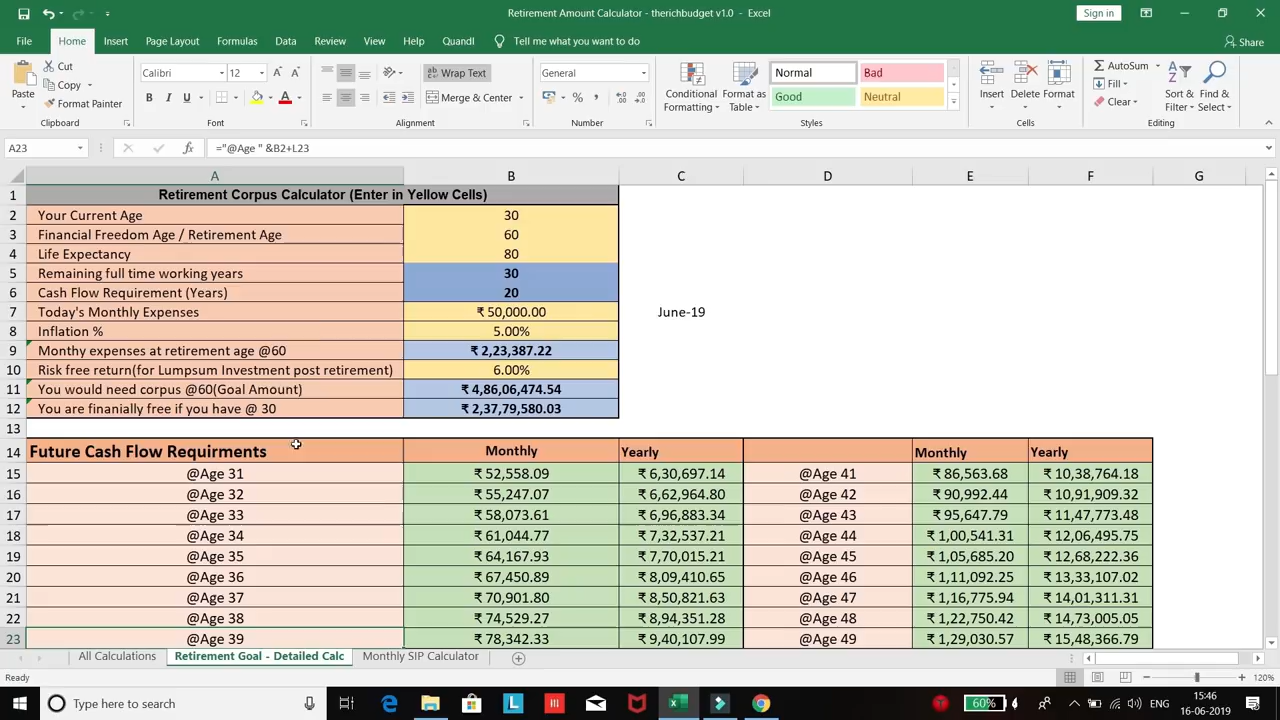 Retirement Amount Calculator - therichbudget v1.0 - Excel
Sign in
File Home Insert Page Layout Formulas Data Review View Help Quandl Tell me what you want to do Share
Paste
Cut
Copy
Format Painter
Clipboard
Calibri 12
B I U
Font
Wrap Text
Merge & Center
Alignment
General
Number
Conditional Formatting
Format as Table
Normal Bad
Good Neutral
Styles
Insert Delete Format
Cells
AutoSum
Fill
Clear
Sort & Filter
Find & Select
Editing
A23 fx ="@Age " &B2+L23
A B C D E F G
1 Retirement Corpus Calculator (Enter in Yellow Cells)
2 Your Current Age 30
3 Financial Freedom Age / Retirement Age 60
4 Life Expectancy 80
5 Remaining full time working years 30
6 Cash Flow Requirement (Years) 20
7 Today's Monthly Expenses ₹ 50,000.00 June-19
8 Inflation % 5.00%
9 Monthy expenses at retirement age @60 ₹ 2,23,387.22
10 Risk free return(for Lumpsum Investment post retirement) 6.00%
11 You would need corpus @60(Goal Amount) ₹ 4,86,06,474.54
12 You are finanially free if you have @ 30 ₹ 2,37,79,580.03
13
14 Future Cash Flow Requirments Monthly Yearly Monthly Yearly
15 @Age 31 ₹ 52,558.09 ₹ 6,30,697.14 @Age 41 ₹ 86,563.68 ₹ 10,38,764.18
16 @Age 32 ₹ 55,247.07 ₹ 6,62,964.80 @Age 42 ₹ 90,992.44 ₹ 10,91,909.32
17 @Age 33 ₹ 58,073.61 ₹ 6,96,883.34 @Age 43 ₹ 95,647.79 ₹ 11,47,773.48
18 @Age 34 ₹ 61,044.77 ₹ 7,32,537.21 @Age 44 ₹ 1,00,541.31 ₹ 12,06,495.75
19 @Age 35 ₹ 64,167.93 ₹ 7,70,015.21 @Age 45 ₹ 1,05,685.20 ₹ 12,68,222.36
20 @Age 36 ₹ 67,450.89 ₹ 8,09,410.65 @Age 46 ₹ 1,11,092.25 ₹ 13,33,107.02
21 @Age 37 ₹ 70,901.80 ₹ 8,50,821.63 @Age 47 ₹ 1,16,775.94 ₹ 14,01,311.31
22 @Age 38 ₹ 74,529.27 ₹ 8,94,351.28 @Age 48 ₹ 1,22,750.42 ₹ 14,73,005.05
23 @Age 39 ₹ 78,342.33 ₹ 9,40,107.99 @Age 49 ₹ 1,29,030.57 ₹ 15,48,366.79
All Calculations Retirement Goal - Detailed Calc Monthly SIP Calculator
Ready 120%
Type here to search 60% ENG 15:46
16-06-2019